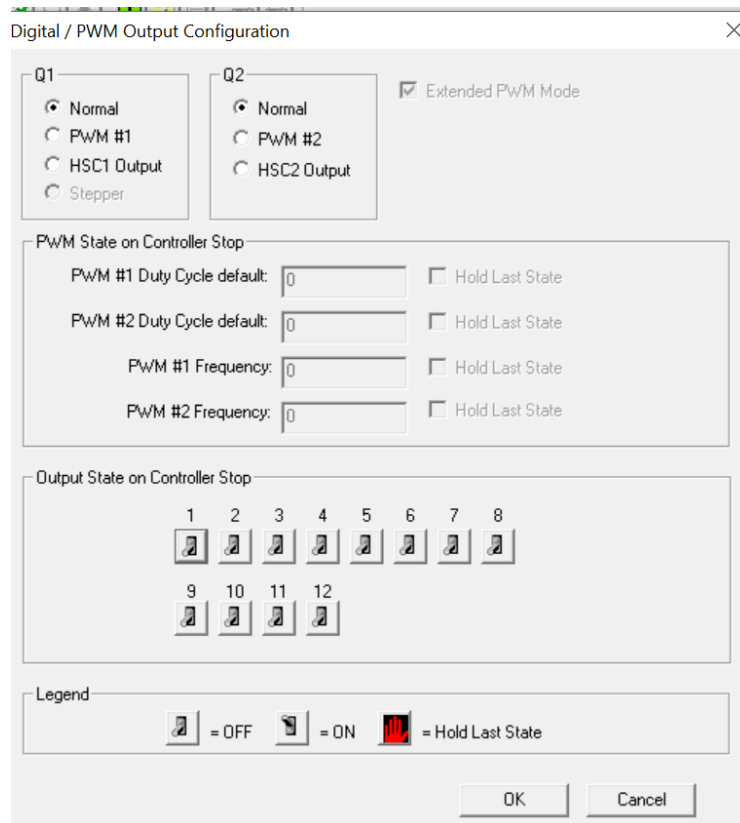 Digital / PWM Output Configuration
Q1
Normal
PWM #1
HSC1 Output
Stepper
Q2
Normal
PWM #2
HSC2 Output
Extended PWM Mode
PWM State on Controller Stop
PWM #1 Duty Cycle default: 0 Hold Last State
PWM #2 Duty Cycle default: 0 Hold Last State
PWM #1 Frequency: 0 Hold Last State
PWM #2 Frequency: 0 Hold Last State
Output State on Controller Stop
1 2 3 4 5 6 7 8
9 10 11 12
Legend
= OFF = ON = Hold Last State
OK Cancel